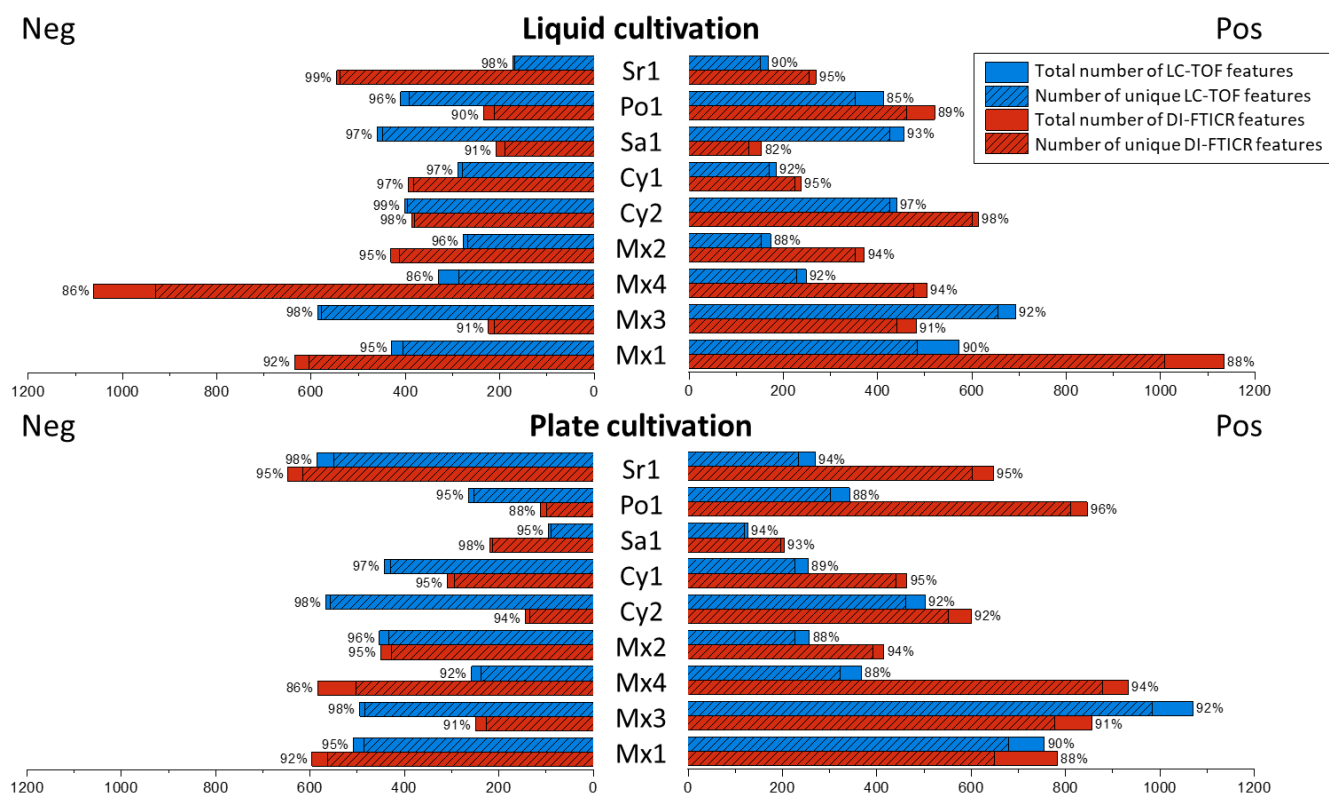 Neg Liquid cultivation Pos
Total number of LC-TOF features
Number of unique LC-TOF features
Total number of DI-FTICR features
Number of unique DI-FTICR features
98% Sr1 90%
99% 95%
96% Po1 85%
90% 89%
97% Sa1 93%
91% 82%
97% Cy1 92%
97% 95%
99% Cy2 97%
98% 98%
96% Mx2 88%
95% 94%
86% Mx4 92%
86% 94%
98% Mx3 92%
91% 91%
95% Mx1 90%
92% 88%
1200 1000 800 600 400 200 0 0 200 400 600 800 1000 1200
Neg Plate cultivation Pos
98% Sr1 94%
95% 95%
95% Po1 88%
88% 96%
95% Sa1 94%
98% 93%
97% Cy1 89%
95% 95%
98% Cy2 92%
94% 92%
96% Mx2 88%
95% 94%
92% Mx4 88%
86% 94%
98% Mx3 92%
91% 91%
95% Mx1 90%
92% 88%
1200 1000 800 600 400 200 0 0 200 400 600 800 1000 1200